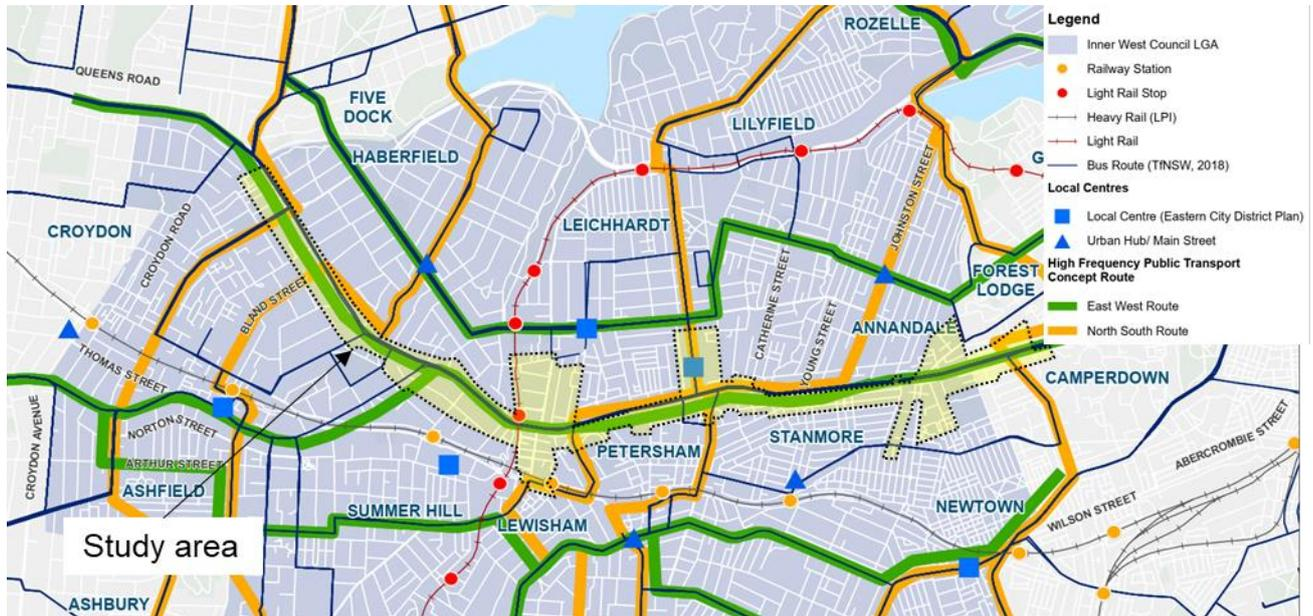 ROZELLE
QUEENS ROAD
FIVE
DOCK
LILYFIELD
HABERFIELD
JOHNSTON STREET
CROYDON
CROYDON ROAD
LEICHHARDT
CATHERINE STREET
FOREST
LODGE
BLAND STREET
YOUNG STREET
ANNANDALE
THOMAS STREET
CAMPERDOWN
CROYDON AVENUE
NORTON STREET
STANMORE
ABERCROMBIE STREET
PETERSHAM
ARTHUR STREET
ASHFIELD
SUMMER HILL
LEWISHAM
NEWTOWN
WILSON STREET
Study area
ASHBURY
G
Legend
Inner West Council LGA
Railway Station
Light Rail Stop
Heavy Rail (LPI)
Light Rail
Bus Route (TfNSW, 2018)
Local Centres
Local Centre (Eastern City District Plan)
Urban Hub/ Main Street
High Frequency Public Transport
Concept Route
East West Route
North South Route